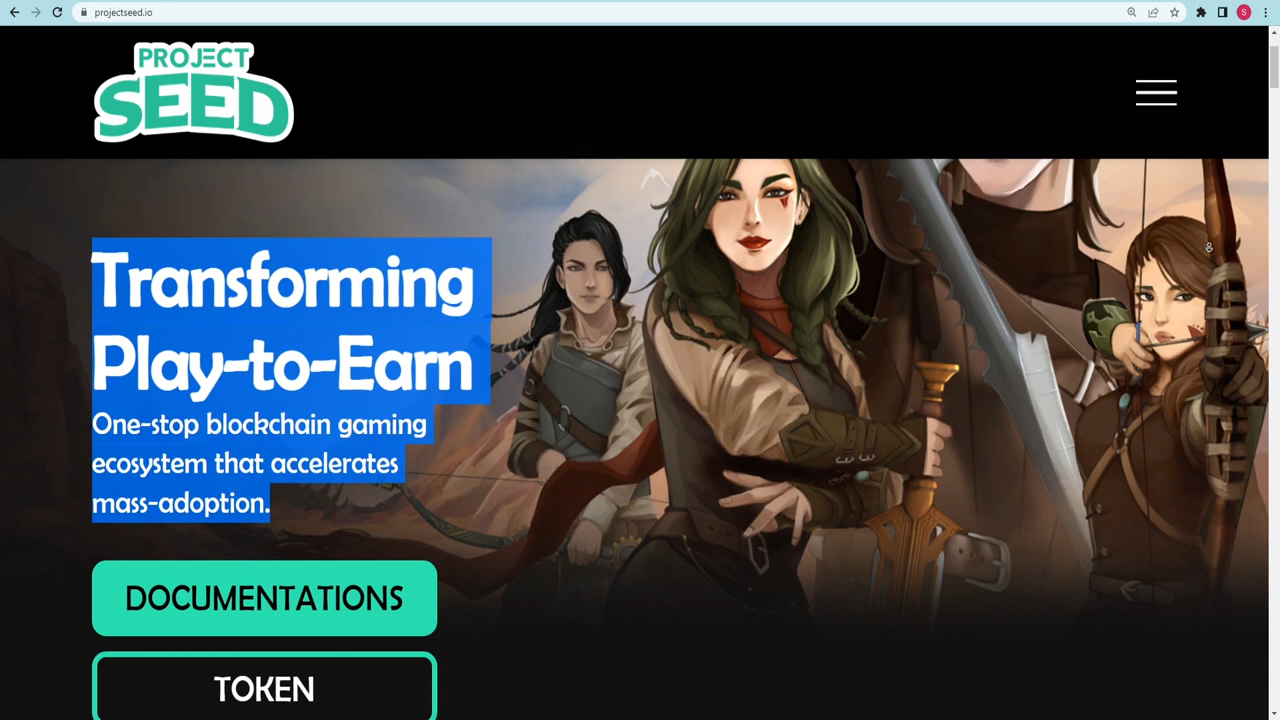 projectseed.io
S
PROJECT
SEED
Transforming
Play-to-Earn
One-stop blockchain gaming
ecosystem that accelerates
mass-adoption.
DOCUMENTATIONS
TOKEN